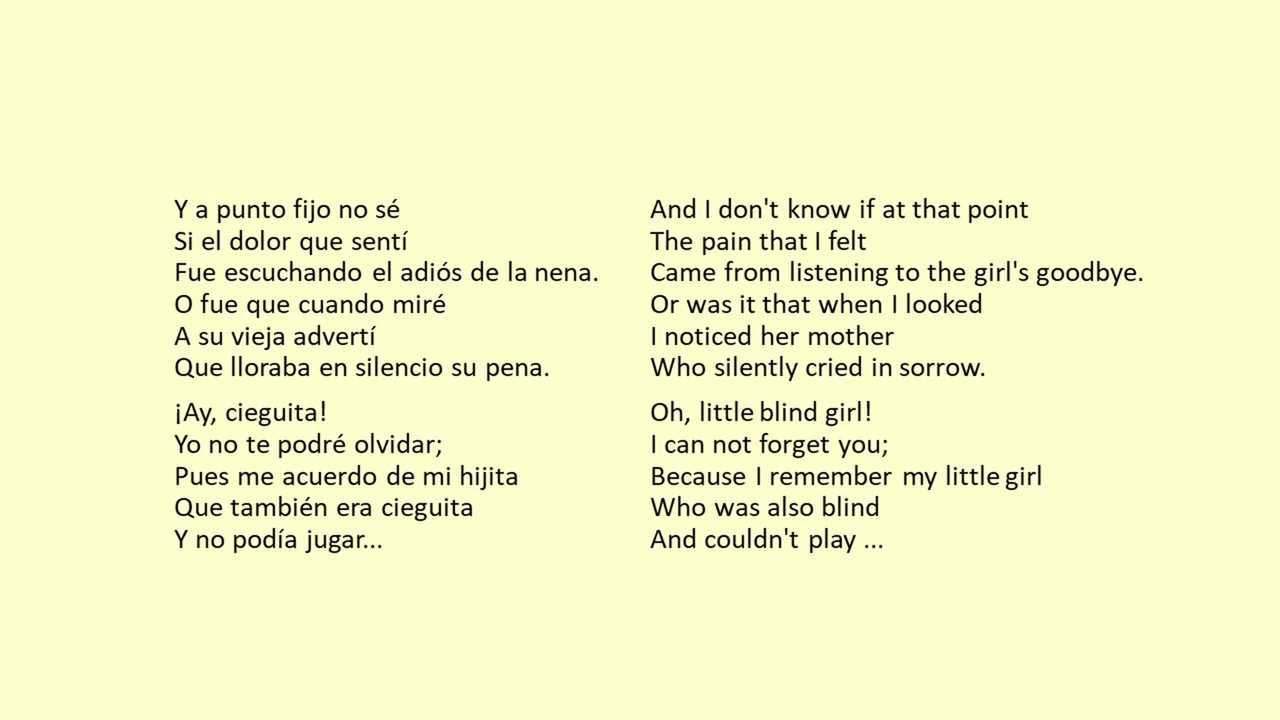 Y a punto fijo no sé
Si el dolor que sentí
Fue escuchando el adiós de la nena.
O fue que cuando miré
A su vieja advertí
Que lloraba en silencio su pena.
¡Ay, cieguita!
Yo no te podré olvidar;
Pues me acuerdo de mi hijita
Que también era cieguita
Y no podía jugar...
And I don't know if at that point
The pain that I felt
Came from listening to the girl's goodbye.
Or was it that when I looked
I noticed her mother
Who silently cried in sorrow.
Oh, little blind girl!
I can not forget you;
Because I remember my little girl
Who was also blind
And couldn't play ...